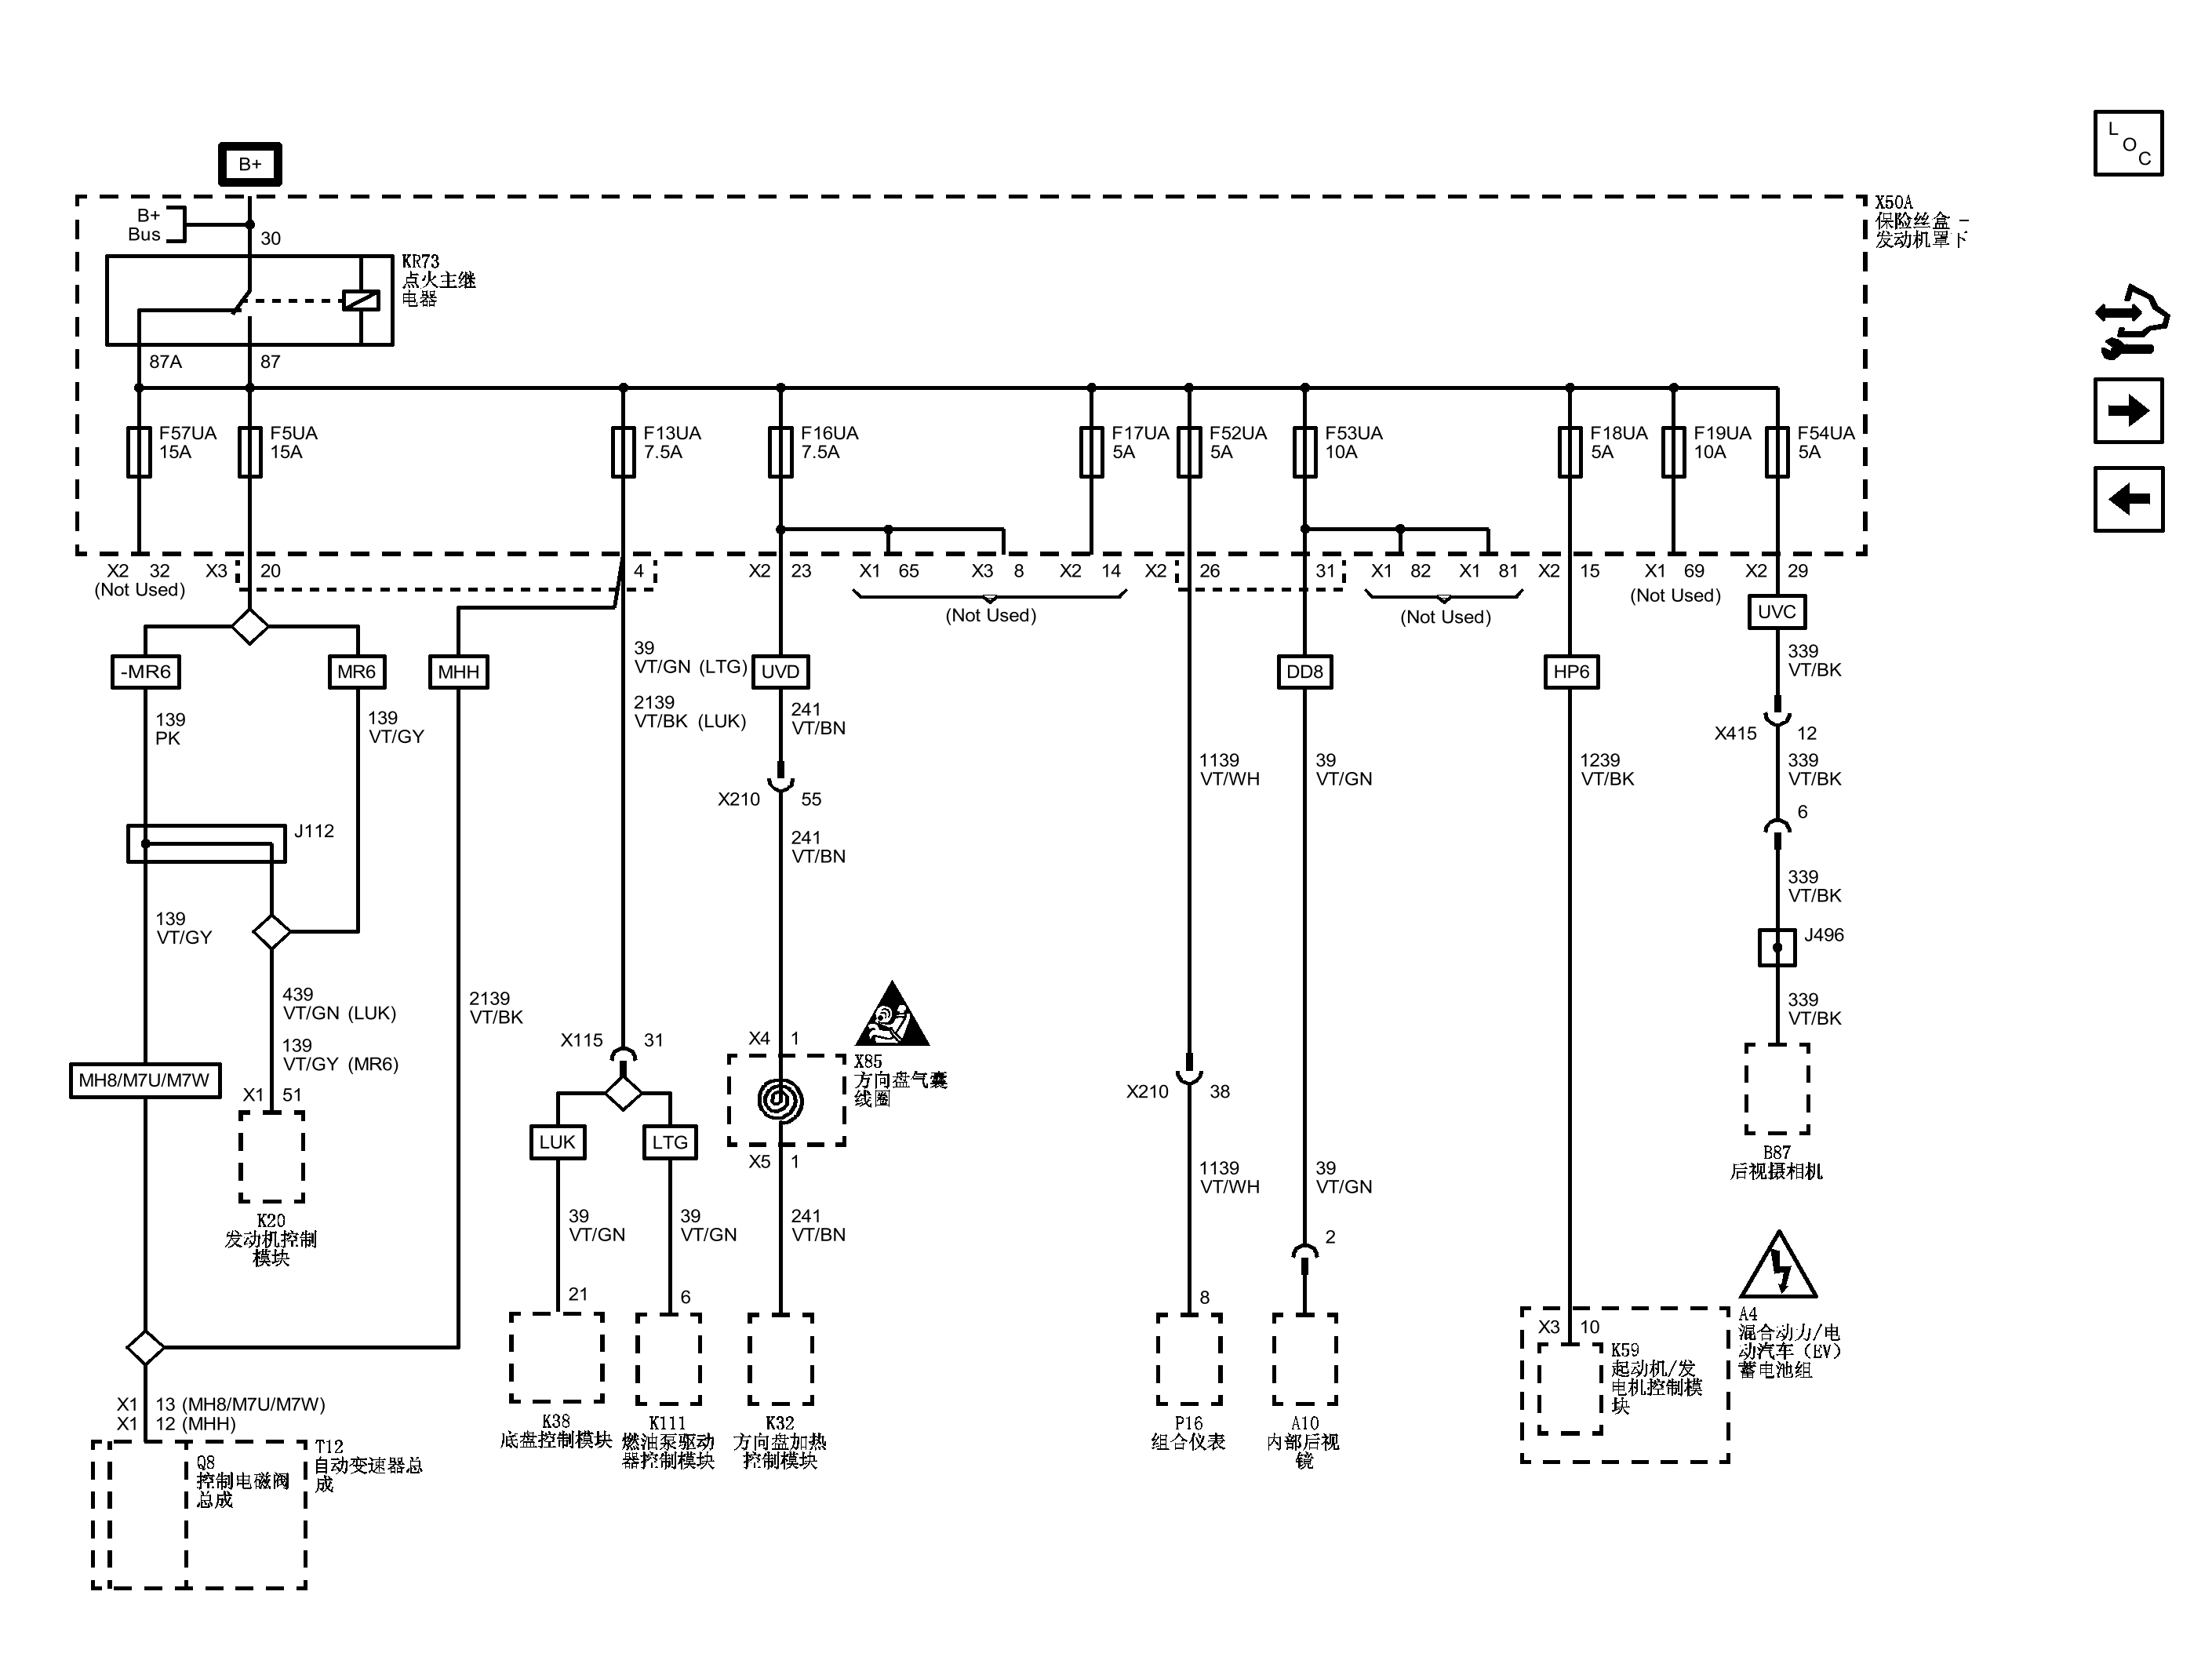 L
O
C
B+
B+
Bus
30
X50A
保险丝盒 -
发动机罩下
KR73
点火主继
电器
87A
87
F57UA
15A
F5UA
15A
F13UA
7.5A
F16UA
7.5A
F17UA
5A
F52UA
5A
F53UA
10A
F18UA
5A
F19UA
10A
F54UA
5A
X2 32
(Not Used)
X3 20
4
X2 23
X1 65
X3 8
X2 14
(Not Used)
X2 26
31
X1 82
X1 81
(Not Used)
X2 15
X1 69
(Not Used)
X2 29
UVC
-MR6
MR6
MHH
39
VT/GN (LTG)
2139
VT/BK (LUK)
UVD
DD8
HP6
339
VT/BK
139
PK
139
VT/GY
241
VT/BN
X415 12
1139
VT/WH
39
VT/GN
1239
VT/BK
339
VT/BK
X210 55
6
J112
241
VT/BN
339
VT/BK
139
VT/GY
J496
439
VT/GN (LUK)
2139
VT/BK
339
VT/BK
139
VT/GY (MR6)
X115 31
X4 1
X85
方向盘气囊
线圈
MH8/M7U/M7W
X1 51
X210 38
LUK
LTG
X5 1
B87
后视摄相机
1139
VT/WH
39
VT/GN
K20
发动机控制
模块
39
VT/GN
39
VT/GN
241
VT/BN
2
21
6
8
A4
混合动力/电
动汽车（EV）
蓄电池组
X3 10
K59
起动机/发
电机控制模
块
X1 13 (MH8/M7U/M7W)
X1 12 (MHH)
K38
底盘控制模块
K111
燃油泵驱动
器控制模块
K32
方向盘加热
控制模块
P16
组合仪表
A10
内部后视
镜
T12
自动变速器总
成
Q8
控制电磁阀
总成